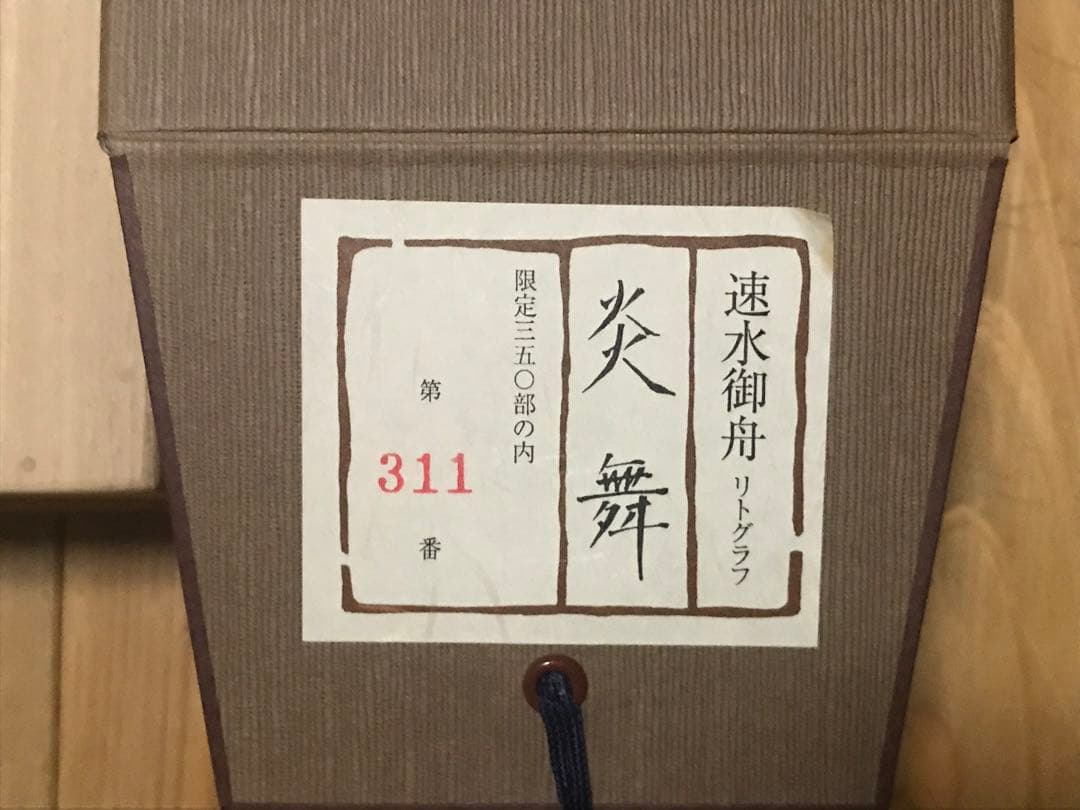 速水御舟 リトグラフ
炎舞
限定三五〇部の内
第
311
番